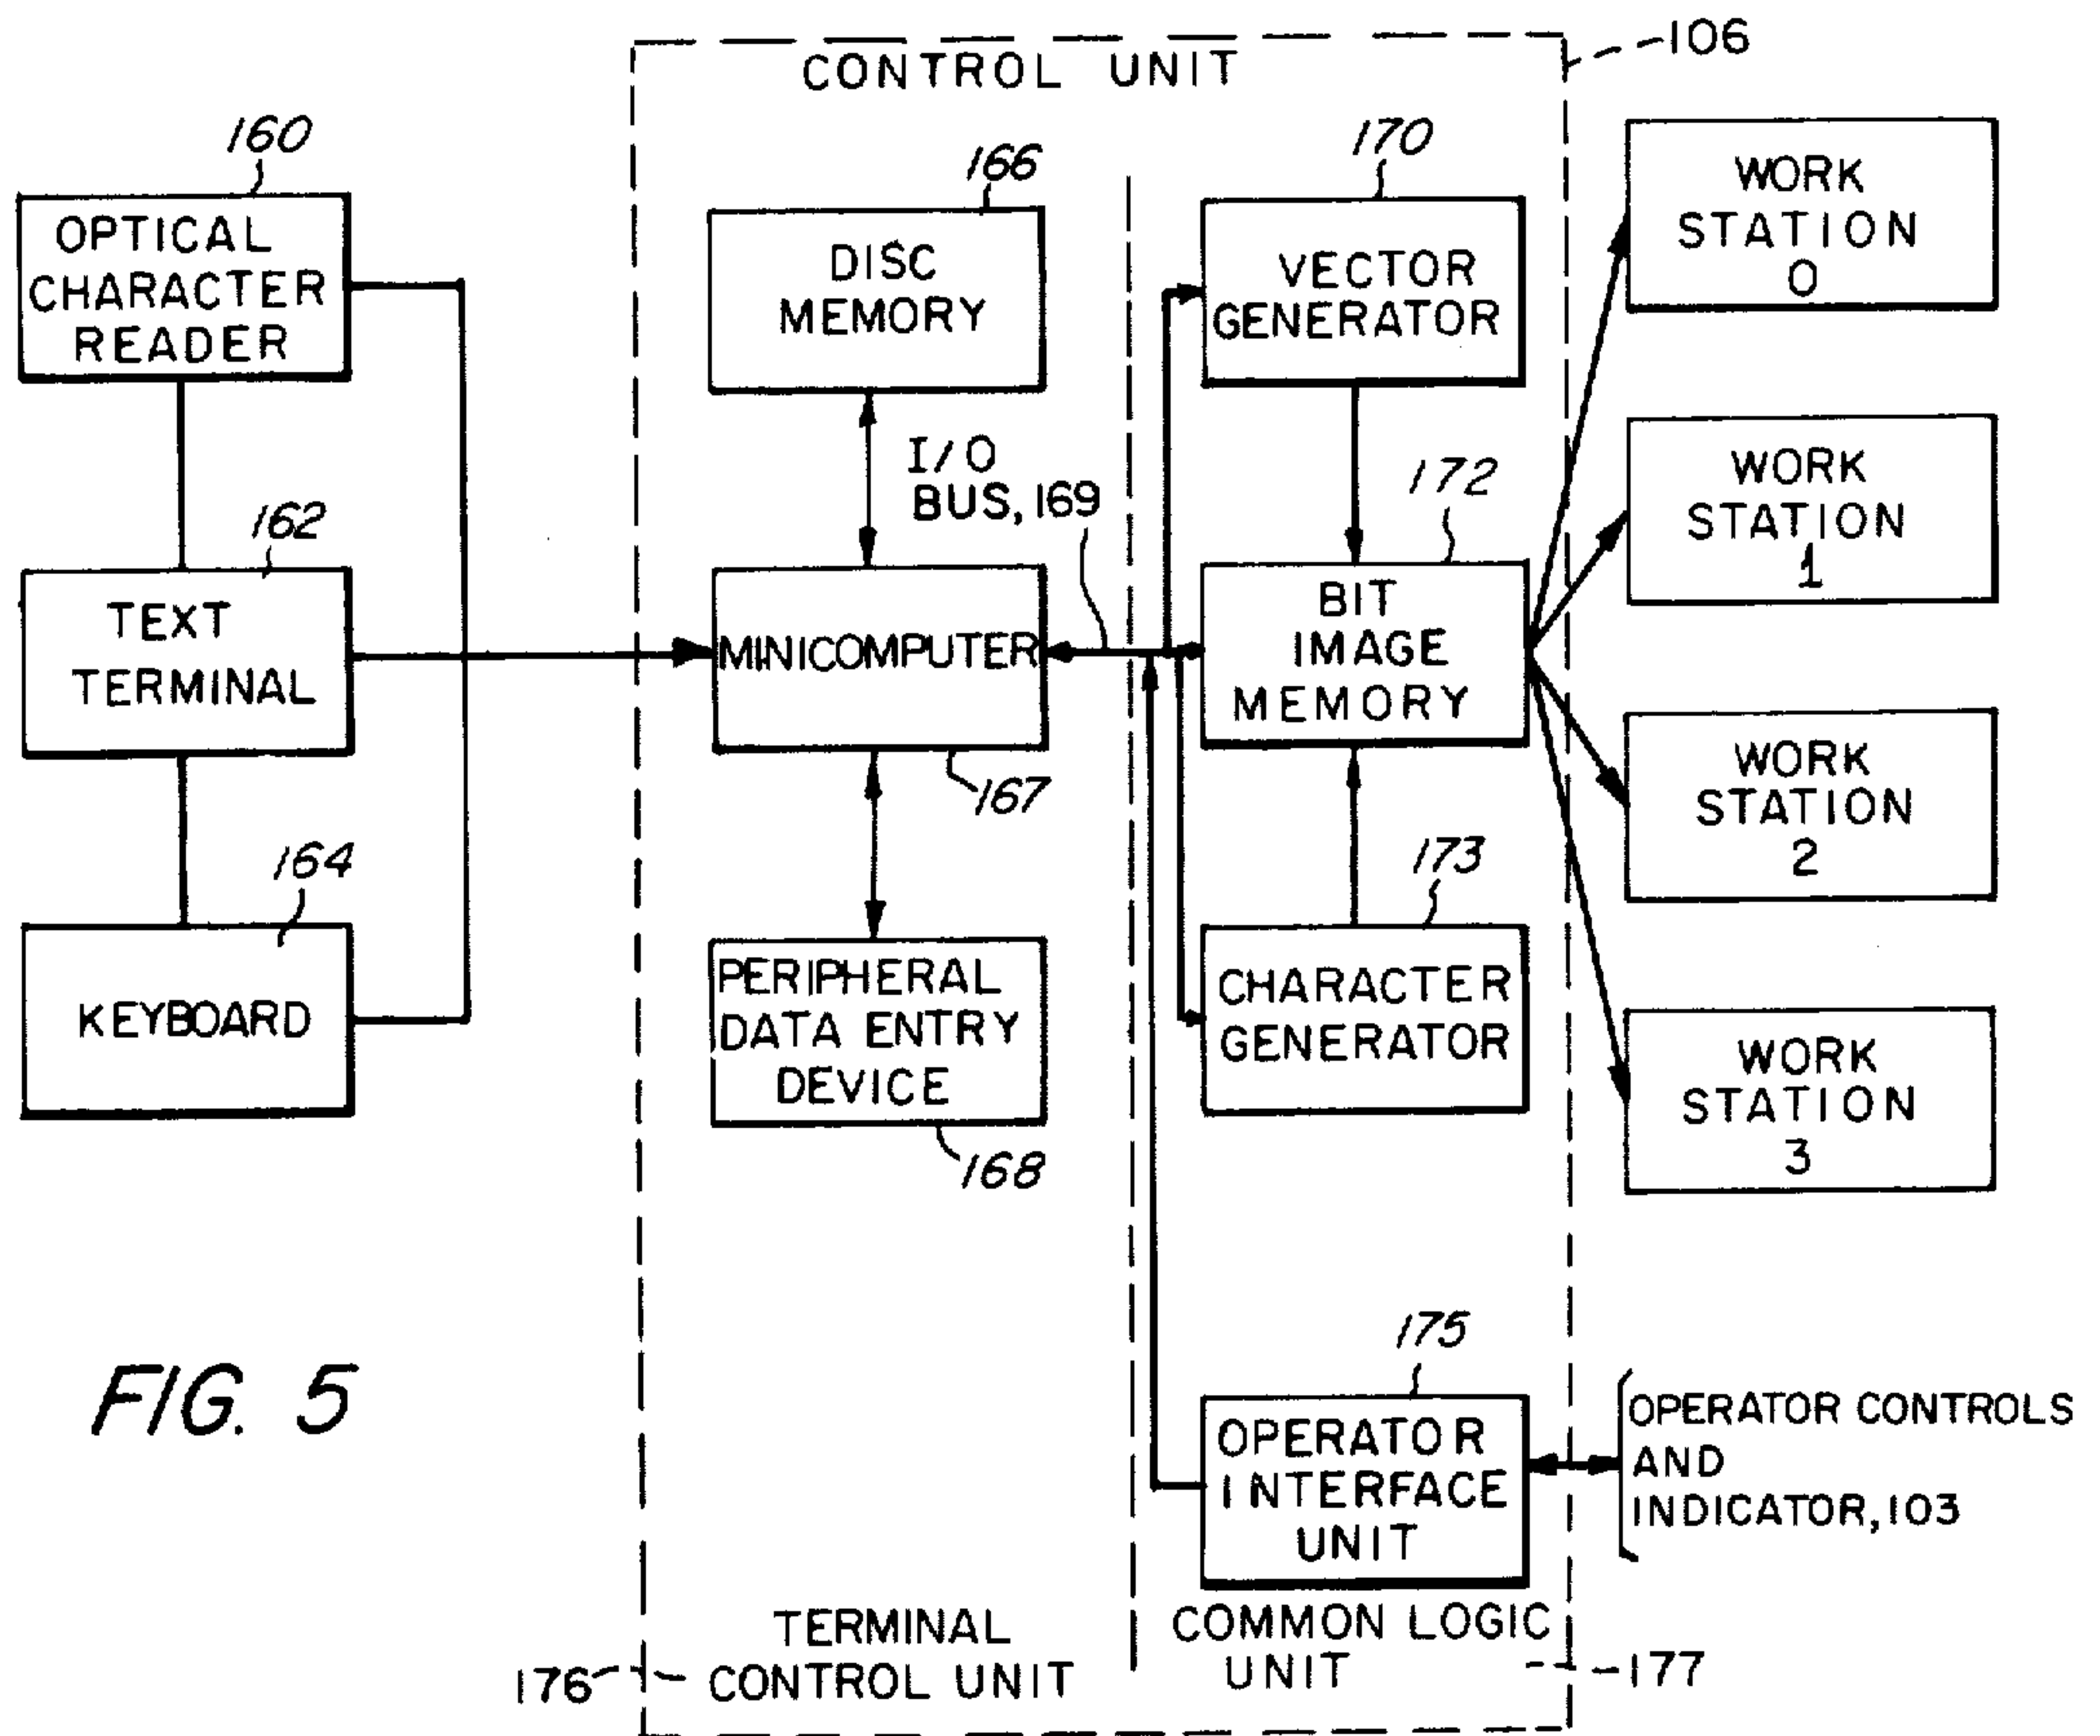 CONTROL UNIT
106
160
OPTICAL
CHARACTER
READER
162
TEXT
TERMINAL
164
KEYBOARD
166
DISC
MEMORY
I/O
BUS, 169
MINICOMPUTER
167
PERIPHERAL
DATA ENTRY
DEVICE
168
170
VECTOR
GENERATOR
172
BIT
IMAGE
MEMORY
173
CHARACTER
GENERATOR
175
OPERATOR
INTERFACE
UNIT
WORK
STATION
0
WORK
STATION
1
WORK
STATION
2
WORK
STATION
3
OPERATOR CONTROLS
AND
INDICATOR, 103
FIG. 5
176
TERMINAL
CONTROL UNIT
COMMON LOGIC
UNIT
177